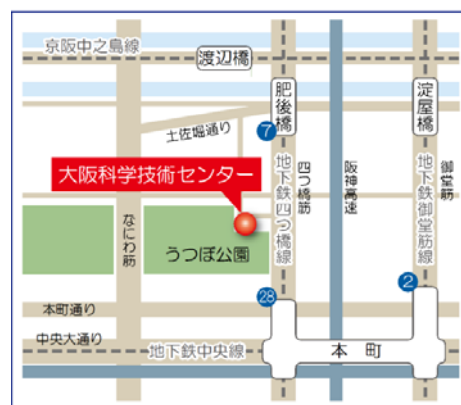 京阪中之島線
渡辺橋
肥後橋
淀屋橋
7
土佐堀通り
大阪科学技術センター
地下鉄四つ橋線
四つ橋筋
阪神高速
地下鉄御堂筋線
御堂筋
なにわ筋
うつぼ公園
2
28
本町通り
中央大通り
地下鉄中央線
本町